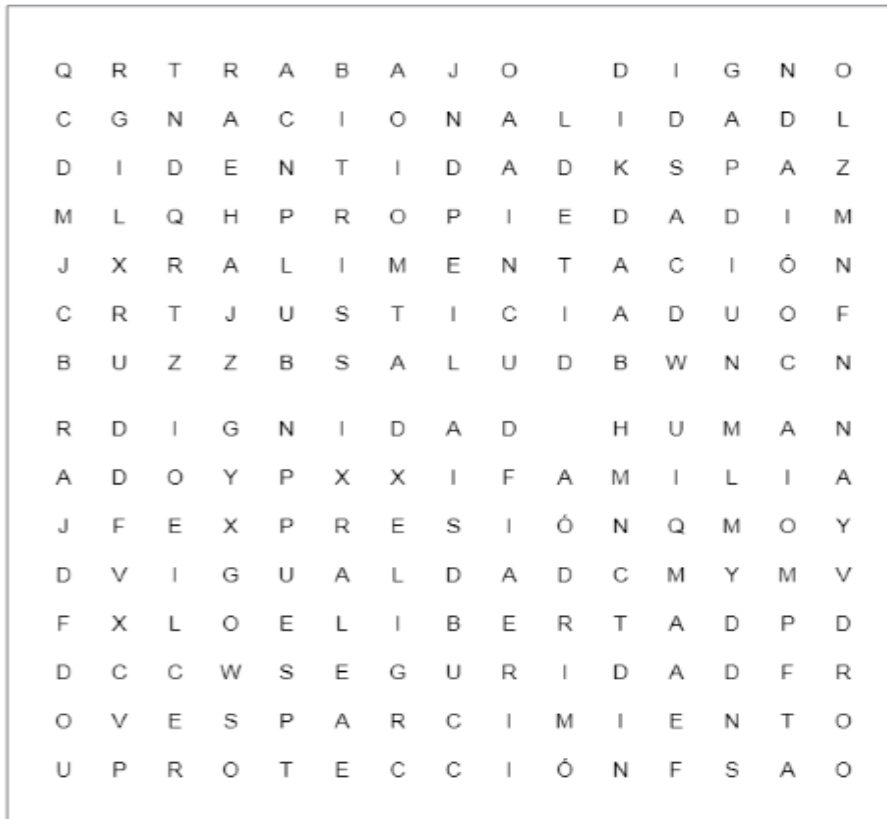 Q R T R A B A J O D I G N O
C G N A C I O N A L I D A D L
D I D E N T I D A D K S P A Z
M L Q H P R O P I E D A D I M
J X R A L I M E N T A C I Ó N
C R T J U S T I C I A D U O F
B U Z Z B S A L U D B W N C N
R D I G N I D A D H U M A N
A D O Y P X X I F A M I L I A
J F E X P R E S I Ó N Q M O Y
D V I G U A L D A D C M Y M V
F X L O E L I B E R T A D P D
D C C W S E G U R I D A D F R
O V E S P A R C I M I E N T O
U P R O T E C C I Ó N F S A O